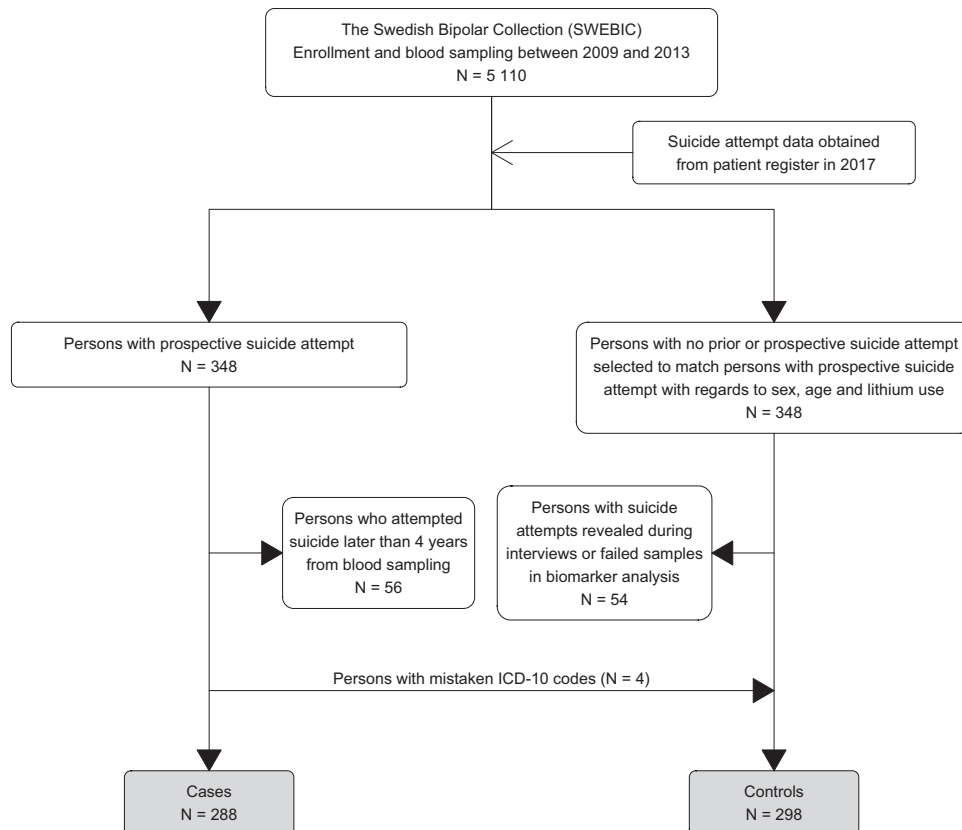 The Swedish Bipolar Collection (SWEBIC)
Enrollment and blood sampling between 2009 and 2013
N = 5 110
Suicide attempt data obtained
from patient register in 2017
Persons with prospective suicide attempt
N = 348
Persons with no prior or prospective suicide attempt
selected to match persons with prospective suicide
attempt with regards to sex, age and lithium use
N = 348
Persons who attempted
suicide later than 4 years
from blood sampling
N = 56
Persons with suicide
attempts revealed during
interviews or failed samples
in biomarker analysis
N = 54
Persons with mistaken ICD-10 codes (N = 4)
Cases
N = 288
Controls
N = 298